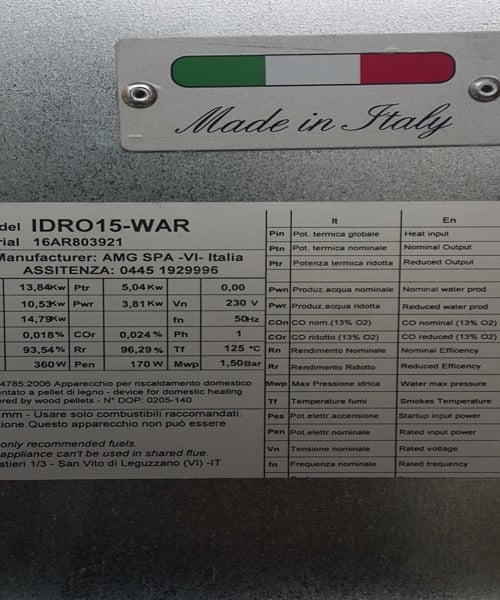 Made in Italy
del IDRO15-WAR
rial 16AR803921
Manufacturer: AMG SPA -VI- Italia
ASSITENZA: 0445 1929996
13,84Kw Ptr 5,04Kw 0,00
10,53Kw Pwr 3,81Kw Vn 230 V
14,79Kw fn 50Hz
0,018% COr 0,024% Ph 1
93,54% Rr 96,29% Tf 125 °C
360W Pen 170W Mwp 1,50Bar
4785:2006 Apparecchio per riscaldamento domestico
entato a pellet di legno - device for domestic heating
ered by wood pellets - N° DOP: 0205-140
mm - Usare solo combustibili raccomandati.
zione.Questo apparecchio non può essere
only recommended fuels.
appliance can't be used in shared flue.
stieri 1/3 - San Vito di Leguzzano (VI) -IT
It En
Pin Pot. termica globale Heat input
Ptn Pot. termica nominale Nominal Output
Ptr Potenza termica ridotta Reduced Output
Pwn Produz.acqua nominale Nominal water prod.
Pwr Produz.acqua ridotta Reduced water prod.
COn CO nom.(13% O2) CO nominal (13% O2)
COr CO ridotto (13% O2) CO reduced (13% O2)
Rn Rendimento Nominale Nominal Efficency
Rr Rendimento Ridotto Reduced Efficency
Mwp Max Pressione idrica Water max pressure
Tf Temperatura fumi Smokes Temperature
Pes Pot.elettr.accensione Startup input power
Pen Pot.elettr.nominale Rated input power
Vn Tensione nominale Rated voltage
fn Frequenza nominale Rated frequency